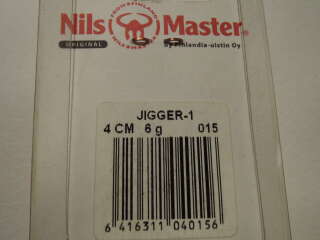 Nils Master®
ORIGINAL by Finlandia-uistin Oy
JIGGER-1
4 CM 6 g 015
6 416311 040156